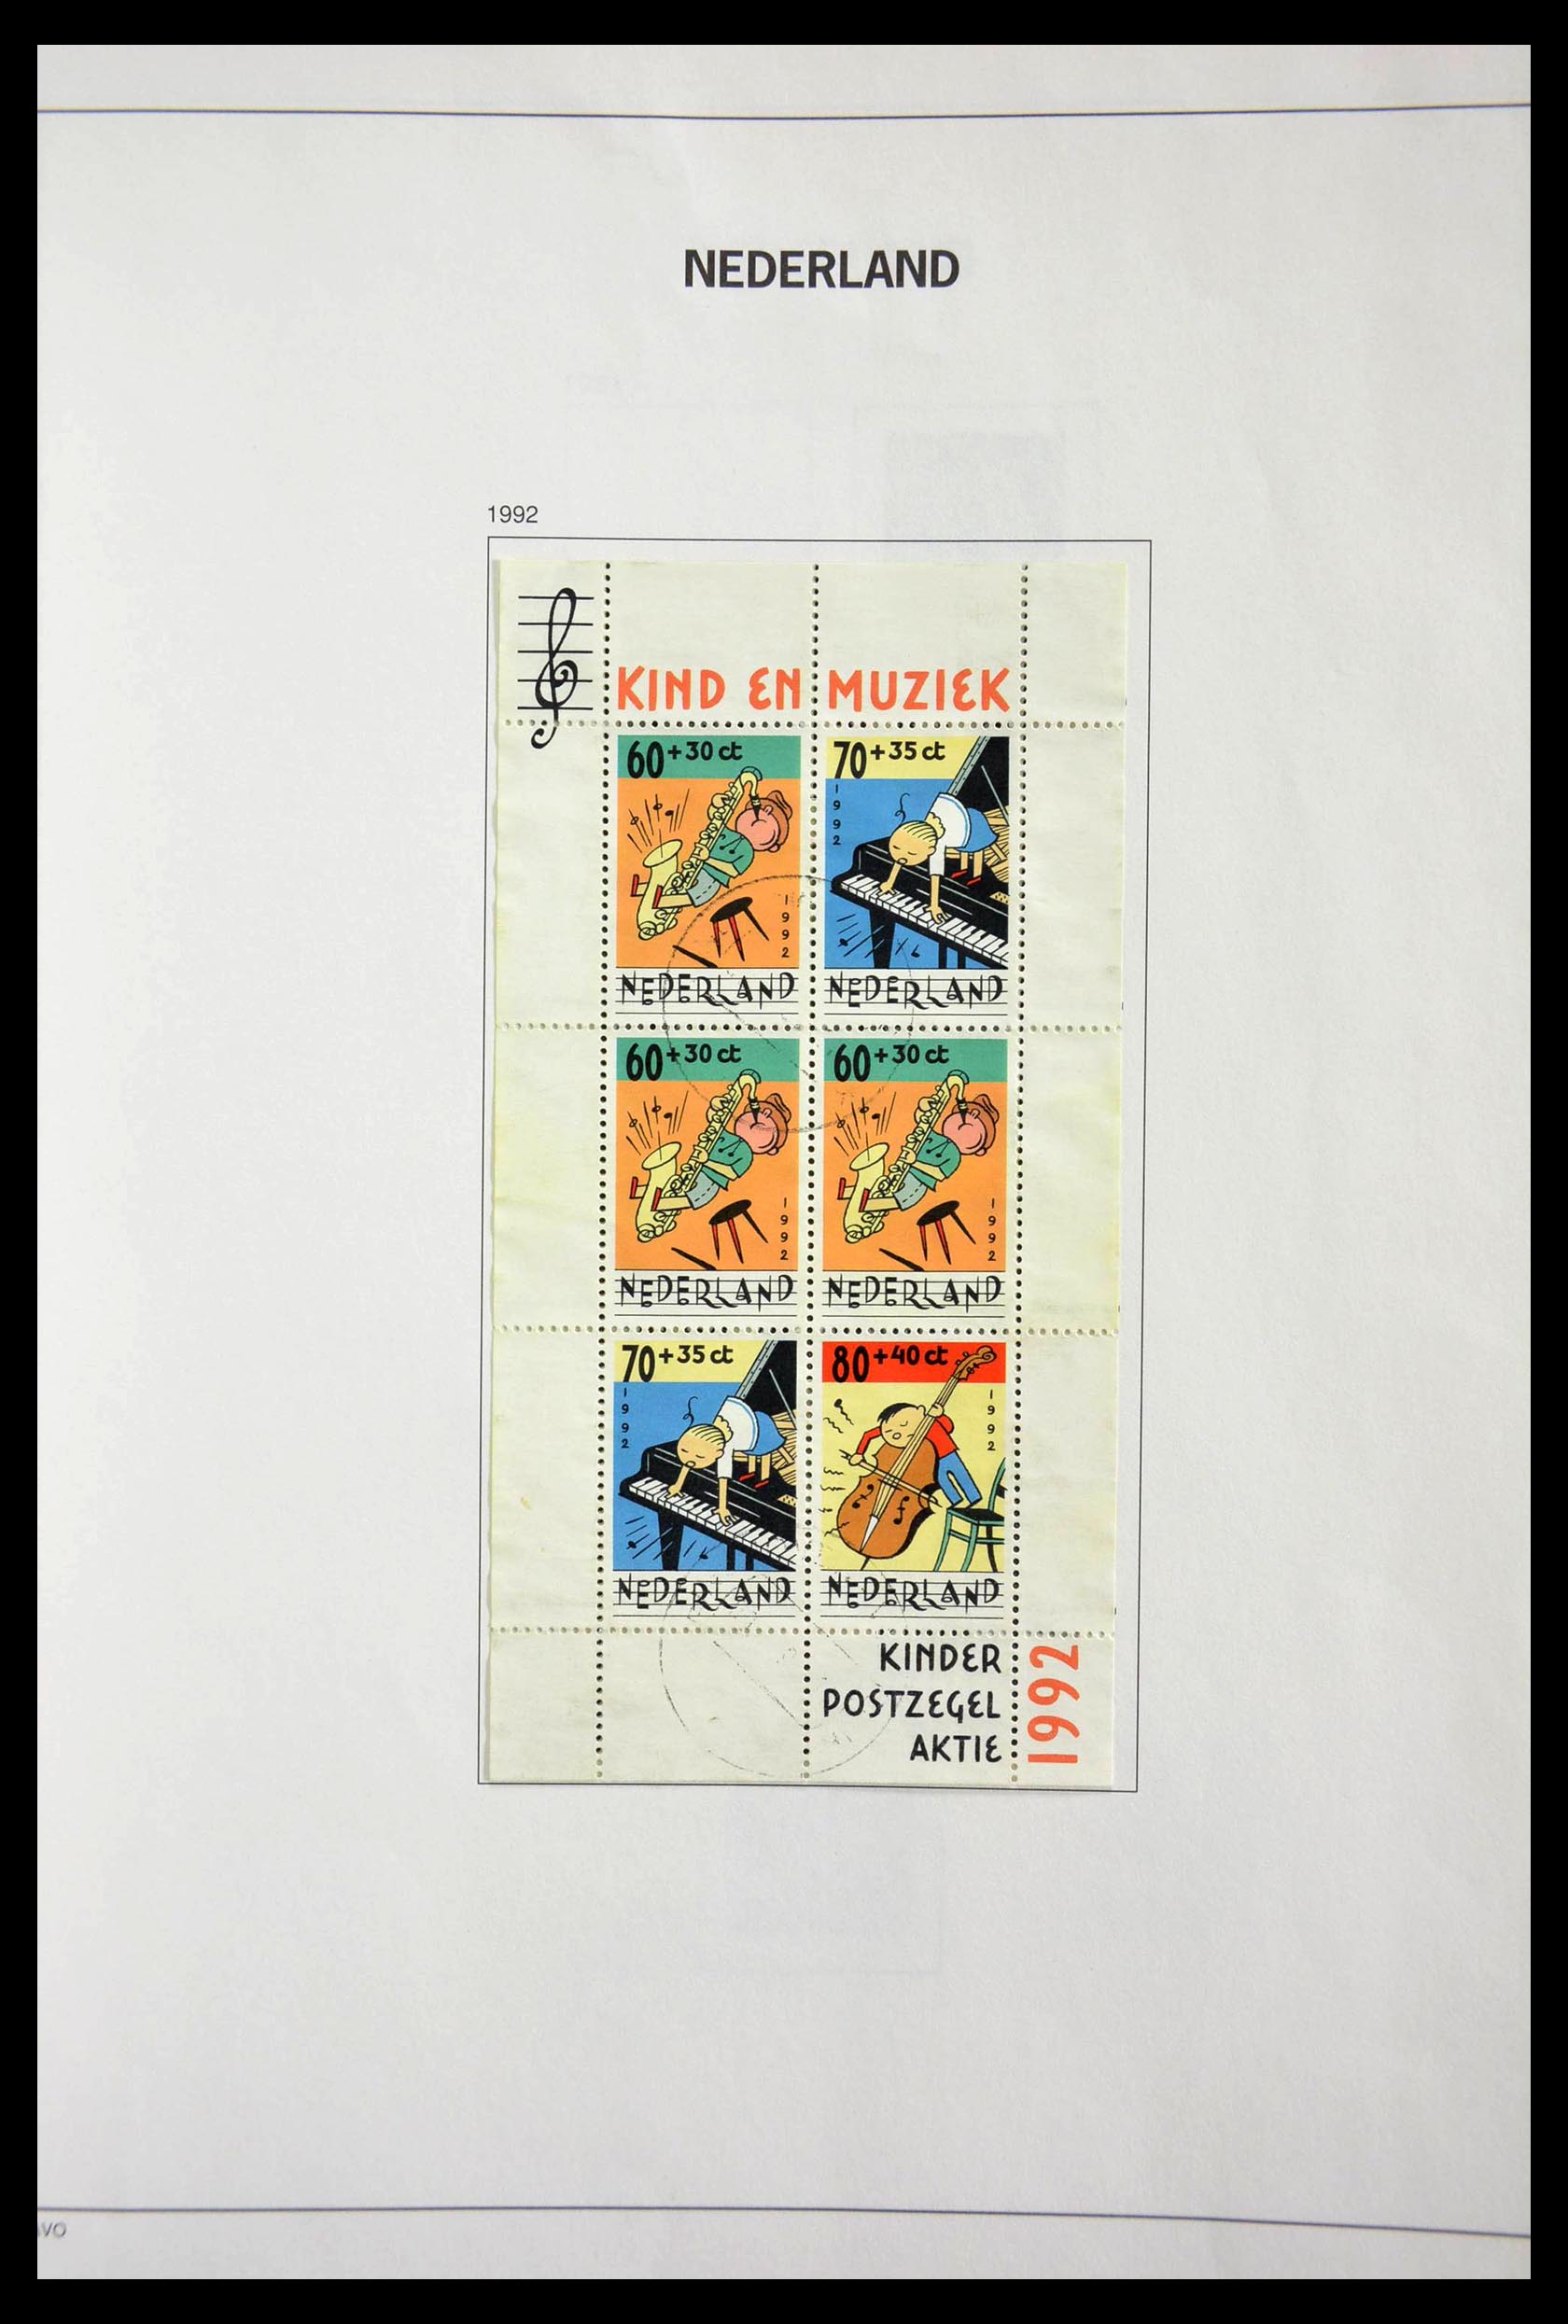 NEDERLAND
1992
KIND EN MUZIEK
60+30 ct
1992
NEDERLAND
70+35 ct
1992
NEDERLAND
60+30 ct
1992
NEDERLAND
60+30 ct
1992
NEDERLAND
70+35 ct
1992
NEDERLAND
80+40 ct
1992
NEDERLAND
KINDER
POSTZEGEL
AKTIE
1992